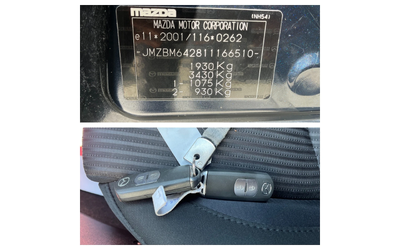 mazda
(NH54)
MAZDA MOTOR CORPORATION
e11*2001/116*0262
-JMZBM642811166510-
1930 Kg
3430 Kg
1- 1075 Kg
2- 930 Kg